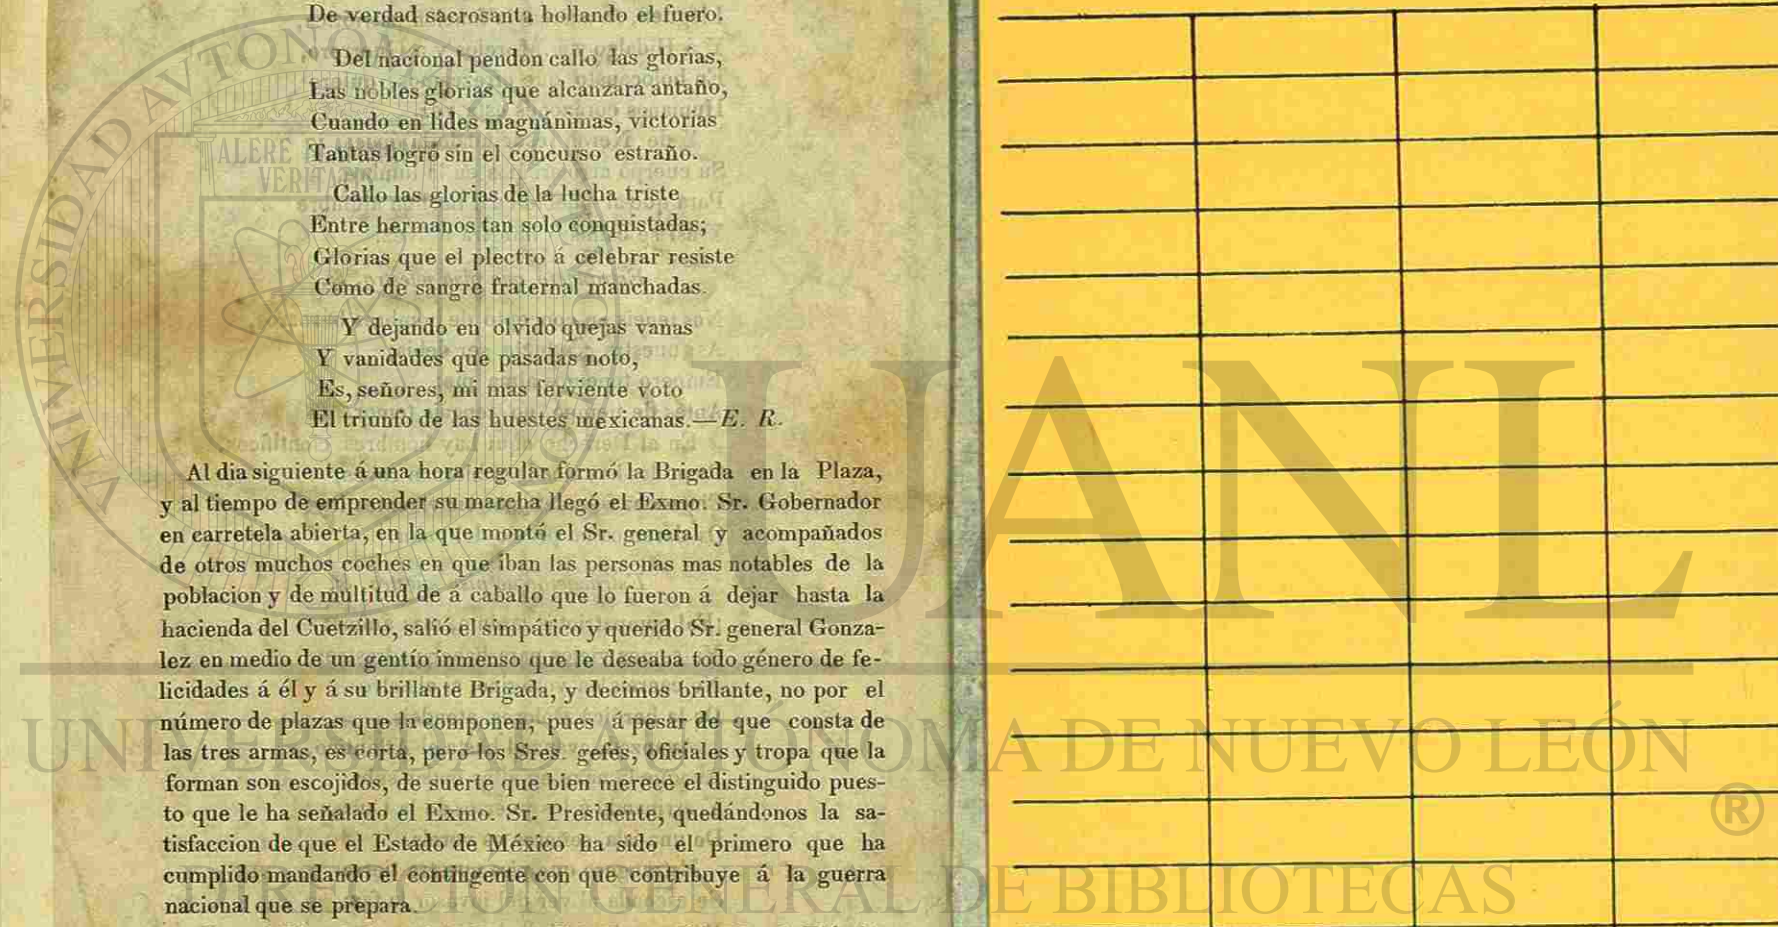 De verdad sacrosanta hollando el fuero.
Del nacional pendon callo las glorias,
Las nobles glorias que alcanzara antaño,
Cuando en lides magnánimas, victorias
Tantas logró sin el concurso estraño.
Callo las glorias de la lucha triste
Entre hermanos tan solo conquistadas;
Glorias que el plectro á celebrar resiste
Como de sangre fraternal manchadas.
Y dejando en olvido quejas vanas
Y vanidades que pasadas noto,
Es, señores, mi mas ferviente voto
El triunfo de las huestes mexicanas.—E. R.
Al dia siguiente á una hora regular formó la Brigada en la Plaza,
y al tiempo de emprender su marcha llegó el Exmo. Sr. Gobernador
en carretela abierta, en la que montó el Sr. general y acompañados
de otros muchos coches en que iban las personas mas notables de la
poblacion y de multitud de á caballo que lo fueron á dejar hasta la
hacienda del Cuetzillo, salió el simpático y querido Sr. general Gonza-
lez en medio de un gentío inmenso que le deseaba todo género de fe-
licidades á él y á su brillante Brigada, y decimos brillante, no por el
número de plazas que la componen, pues á pesar de que consta de
las tres armas, es corta, pero los Sres. gefes, oficiales y tropa que la
forman son escojidos, de suerte que bien merece el distinguido pues-
to que le ha señalado el Exmo. Sr. Presidente, quedándonos la sa-
tisfaccion de que el Estado de México ha sido el primero que ha
cumplido mandando el contingente con que contribuye á la guerra
nacional que se prepara.
UNIVERSIDAD AVTONOMA
ALERE FLAMMAM
VERITATIS
UANL
UNIVERSIDAD AUTÓNOMA DE NUEVO LEÓN
®
DIRECCIÓN GENERAL DE BIBLIOTECAS